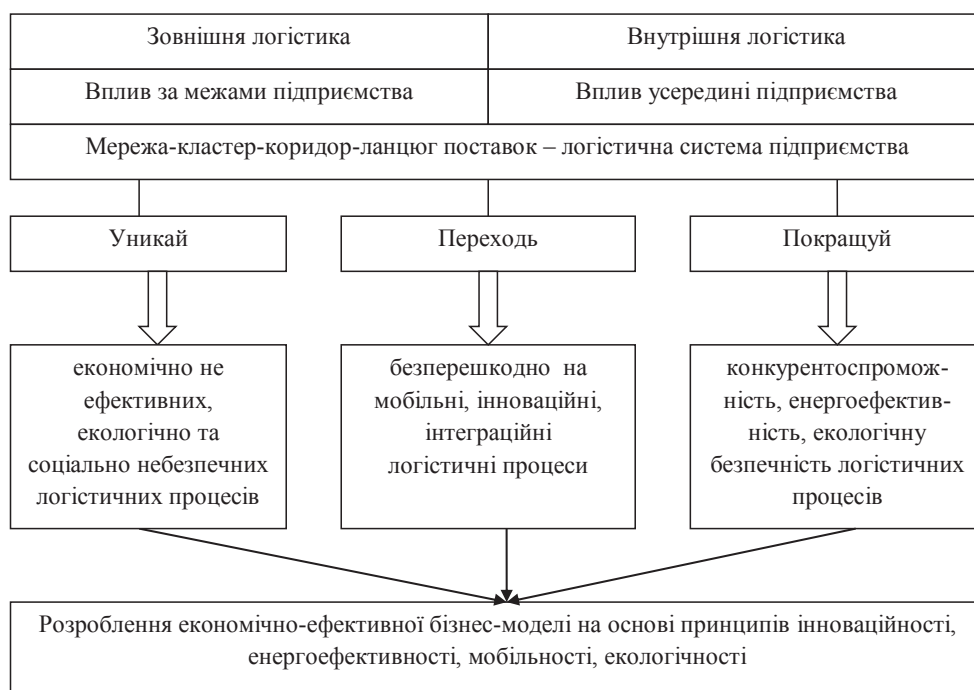 Зовнішня логістика
Внутрішня логістика
Вплив за межами підприємства
Вплив усередині підприємства
Мережа-кластер-коридор-ланцюг поставок – логістична система підприємства
Уникай
Переходь
Покращуй
економічно не
ефективних,
екологічно та
соціально небезпечних
логістичних процесів
безперешкодно на
мобільні, інноваційні,
інтеграційні
логістичні процеси
конкурентоспромож-
ність, енергоефектив-
ність, екологічну
безпечність логістичних
процесів
Розроблення економічно-ефективної бізнес-моделі на основі принципів інноваційності,
енергоефективності, мобільності, екологічності